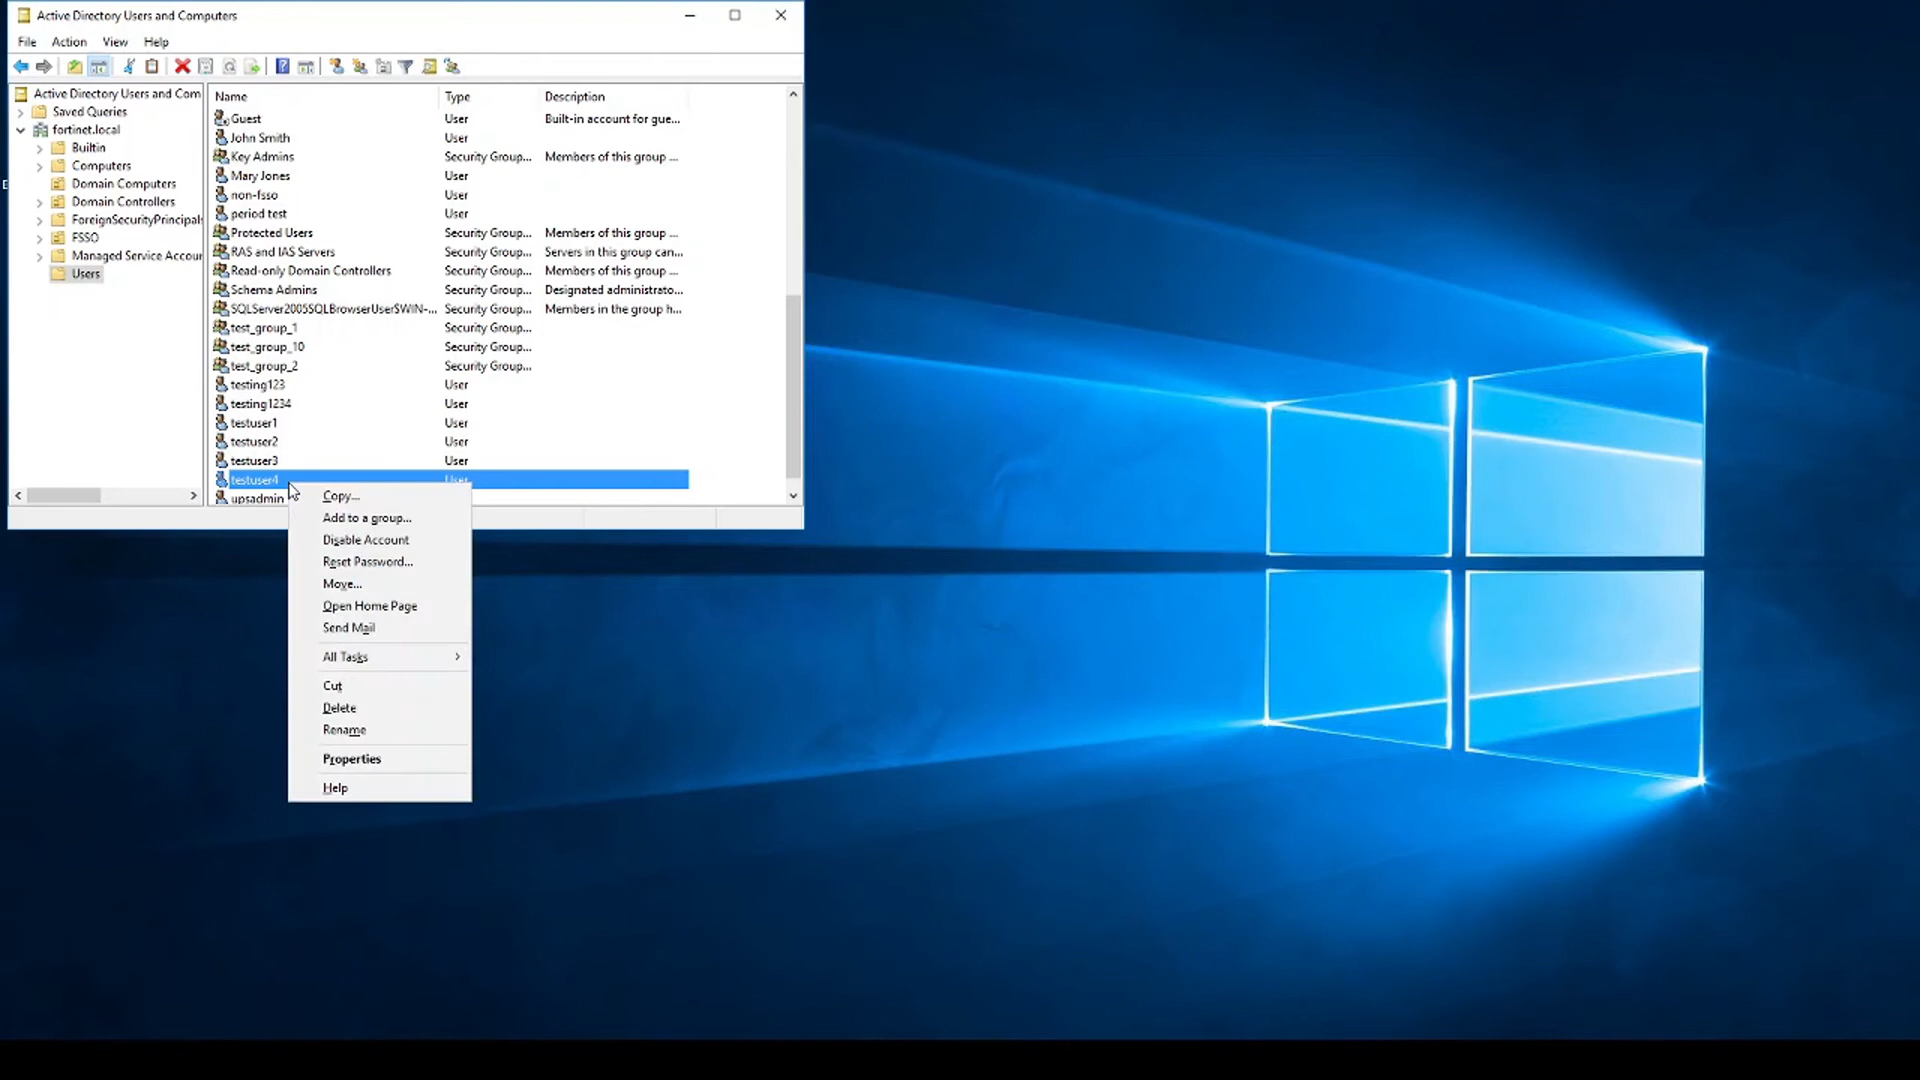 Active Directory Users and Computers
File Action View Help
Active Directory Users and Com
Saved Queries
fortinet.local
Builtin
Computers
Domain Computers
Domain Controllers
ForeignSecurityPrincipals
FSSO
Managed Service Accour
Users
Name Type Description
Guest User Built-in account for gue...
John Smith User
Key Admins Security Group... Members of this group ...
Mary Jones User
non-fsso User
period test User
Protected Users Security Group... Members of this group ...
RAS and IAS Servers Security Group... Servers in this group can...
Read-only Domain Controllers Security Group... Members of this group ...
Schema Admins Security Group... Designated administrato...
SQLServer2005SQLBrowserUser$WIN-... Security Group... Members in the group h...
test_group_1 Security Group...
test_group_10 Security Group...
test_group_2 Security Group...
testing123 User
testing1234 User
testuser1 User
testuser2 User
testuser3 User
testuser4 User
upsadmin
Copy...
Add to a group...
Disable Account
Reset Password...
Move...
Open Home Page
Send Mail
All Tasks
Cut
Delete
Rename
Properties
Help